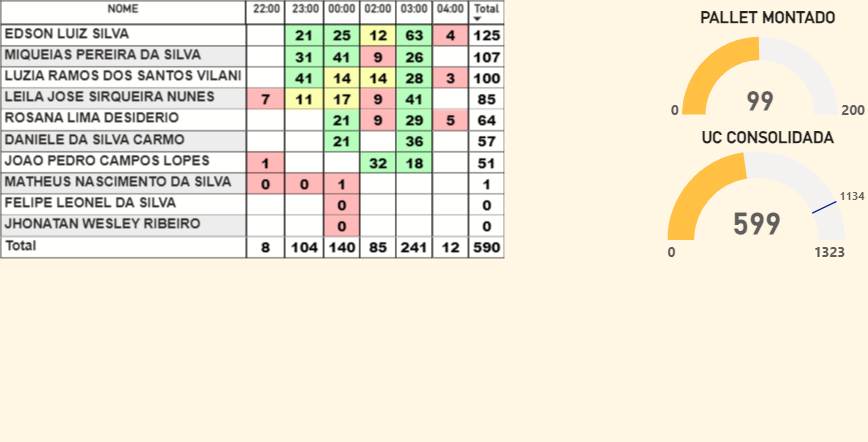 NOME 22:00 23:00 00:00 02:00 03:00 04:00 Total
EDSON LUIZ SILVA 21 25 12 63 4 125
MIQUEIAS PEREIRA DA SILVA 31 41 9 26 107
LUZIA RAMOS DOS SANTOS VILANI 41 14 14 28 3 100
LEILA JOSE SIRQUEIRA NUNES 7 11 17 9 41 85
ROSANA LIMA DESIDERIO 21 9 29 5 64
DANIELE DA SILVA CARMO 21 36 57
JOAO PEDRO CAMPOS LOPES 1 32 18 51
MATHEUS NASCIMENTO DA SILVA 0 0 1 1
FELIPE LEONEL DA SILVA 0 0
JHONATAN WESLEY RIBEIRO 0 0
Total 8 104 140 85 241 12 590
PALLET MONTADO
99
0 200
UC CONSOLIDADA
1134
599
0 1323